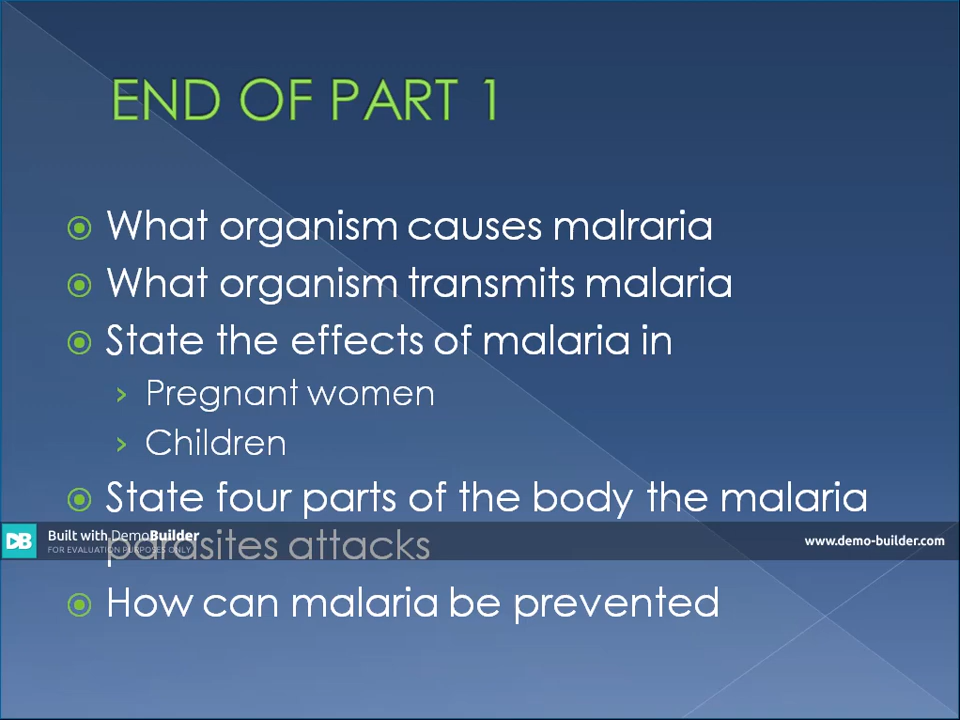 END OF PART 1
What organism causes malraria
What organism transmits malaria
State the effects of malaria in
Pregnant women
Children
State four parts of the body the malaria
parasites attacks
DB Built with DemoBuilder
FOR EVALUATION PURPOSES ONLY
www.demo-builder.com
How can malaria be prevented